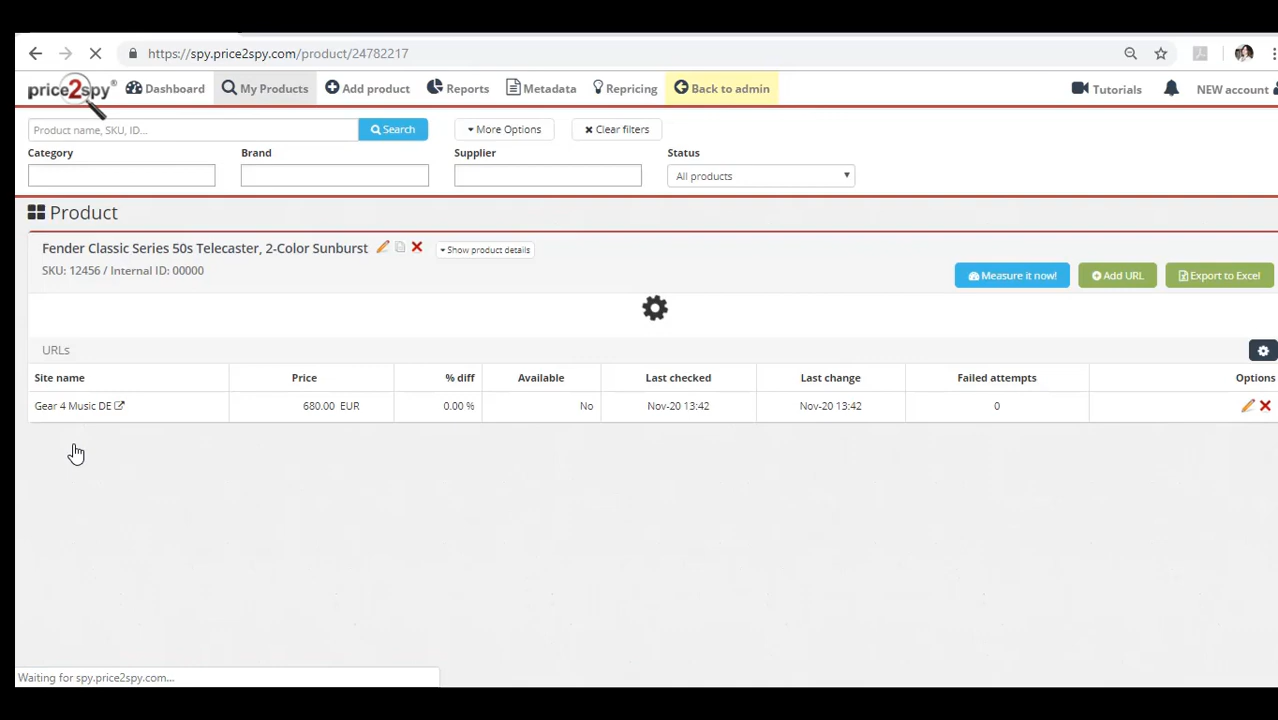 https://spy.price2spy.com/product/24782217
price2spy® Dashboard My Products Add product Reports Metadata Repricing Back to admin Tutorials NEW account
Product name, SKU, ID... Search More Options Clear filters
Category Brand Supplier Status
All products
Product
Fender Classic Series 50s Telecaster, 2-Color Sunburst Show product details
SKU: 12456 / Internal ID: 00000
Measure it now! Add URL Export to Excel
URLs
Site name Price % diff Available Last checked Last change Failed attempts Options
Gear 4 Music DE 680.00 EUR 0.00 % No Nov-20 13:42 Nov-20 13:42 0
Waiting for spy.price2spy.com...